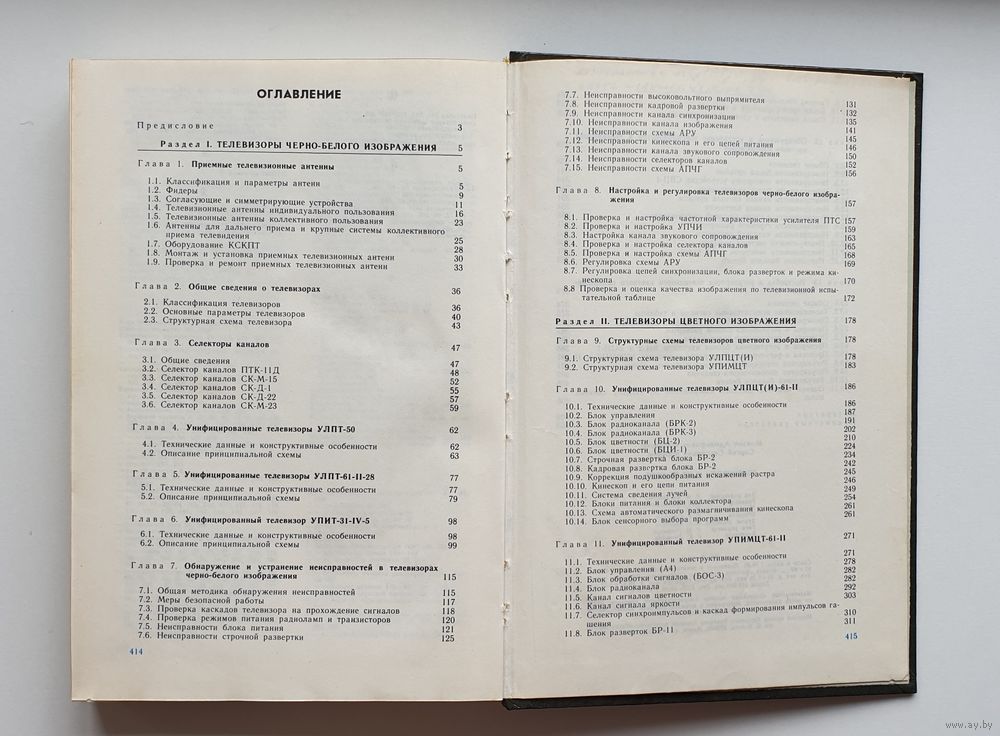 ОГЛАВЛЕНИЕ
Предисловие 3
Раздел I. ТЕЛЕВИЗОРЫ ЧЕРНО-БЕЛОГО ИЗОБРАЖЕНИЯ 5
Глава 1. Приемные телевизионные антенны 5
1.1. Классификация и параметры антенн 5
1.2. Фидеры 9
1.3. Согласующие и симметрирующие устройства 11
1.4. Телевизионные антенны индивидуального пользования 16
1.5. Телевизионные антенны коллективного пользования 23
1.6. Антенны для дальнего приема и крупные системы коллективного
приема телевидения 25
1.7. Оборудование КСКПТ 28
1.8. Монтаж и установка приемных телевизионных антенн 30
1.9. Проверка и ремонт приемных телевизионных антенн 33
Глава 2. Общие сведения о телевизорах 36
2.1. Классификация телевизоров 36
2.2. Основные параметры телевизоров 40
2.3. Структурная схема телевизора 43
Глава 3. Селекторы каналов 47
3.1. Общие сведения 47
3.2. Селектор каналов ПТК-11Д 48
3.3. Селектор каналов СК-М-15 52
3.4. Селектор каналов СК-Д-1 55
3.5. Селектор каналов СК-Д-22 57
3.6. Селектор каналов СК-М-23 59
Глава 4. Унифицированные телевизоры УЛПТ-50 62
4.1. Технические данные и конструктивные особенности 62
4.2. Описание принципиальной схемы 63
Глава 5. Унифицированные телевизоры УЛПТ-61-II-28 77
5.1. Технические данные и конструктивные особенности 77
5.2. Описание принципиальной схемы 79
Глава 6. Унифицированный телевизор УПИТ-31-IV-5 98
6.1. Технические данные и конструктивные особенности 98
6.2. Описание принципиальной схемы 99
Глава 7. Обнаружение и устранение неисправностей в телевизорах
черно-белого изображения 115
7.1. Общая методика обнаружения неисправностей 115
7.2. Меры безопасной работы 117
7.3. Проверка каскадов телевизора на прохождение сигналов 118
7.4. Проверка режимов питания радиоламп и транзисторов 120
7.5. Неисправности блока питания 121
7.6. Неисправности строчной развертки 125
414
7.7. Неисправности высоковольтного выпрямителя 131
7.8. Неисправности кадровой развертки 132
7.9. Неисправности канала синхронизации 135
7.10. Неисправности канала изображения 141
7.11. Неисправности схемы АРУ 145
7.12. Неисправности кинескопа и его цепей питания 146
7.13. Неисправности канала звукового сопровождения 150
7.14. Неисправности селекторов каналов 152
7.15. Неисправности схемы АПЧГ 156
Глава 8. Настройка и регулировка телевизоров черно-белого изобра-
жения 157
8.1. Проверка и настройка частотной характеристики усилителя ПТС 157
8.2. Проверка и настройка УПЧИ 159
8.3. Настройка канала звукового сопровождения 163
8.4. Проверка и настройка селектора каналов 165
8.5. Проверка и настройка схемы АПЧГ 168
8.6. Регулировка схемы АРУ 169
8.7. Регулировка цепей синхронизации, блока разверток и режима ки-
нескопа 170
8.8 Проверка и оценка качества изображения по телевизионной испы-
тательной таблице 172
Раздел II. ТЕЛЕВИЗОРЫ ЦВЕТНОГО ИЗОБРАЖЕНИЯ 178
Глава 9. Структурные схемы телевизоров цветного изображения 178
9.1. Структурная схема телевизора УЛПЦТ(И) 178
9.2. Структурная схема телевизора УПИМЦТ 183
Глава 10. Унифицированные телевизоры УЛПЦТ(И)-61-II 186
10.1. Технические данные и конструктивные особенности 186
10.2. Блок управления 187
10.3. Блок радиоканала (БРК-2) 191
10.4. Блок радиоканала (БРК-3) 202
10.5. Блок цветности (БЦ-2) 210
10.6. Блок цветности (БЦИ-1) 224
10.7. Строчная развертка блока БР-2 234
10.8. Кадровая развертка блока БР-2 242
10.9. Коррекция подушкообразных искажений растра 245
10.10. Кинескоп и его цепи питания 246
10.11. Система сведения лучей 249
10.12. Блоки питания и блоки коллектора 254
10.13. Схема автоматического размагничивания кинескопа 261
10.14. Блок сенсорного выбора программ 261
Глава 11. Унифицированный телевизор УПИМЦТ-61-II 271
11.1. Технические данные и конструктивные особенности 271
11.2. Блок управления (А4) 278
11.3. Блок обработки сигналов (БОС-3) 282
11.4. Блок радиоканала 282
11.5. Канал сигналов цветности 292
11.6. Канал сигнала яркости 303
11.7. Селектор синхроимпульсов и каскад формирования импульсов га-
шения 310
11.8. Блок разверток БР-11 311
415
www.ay.by